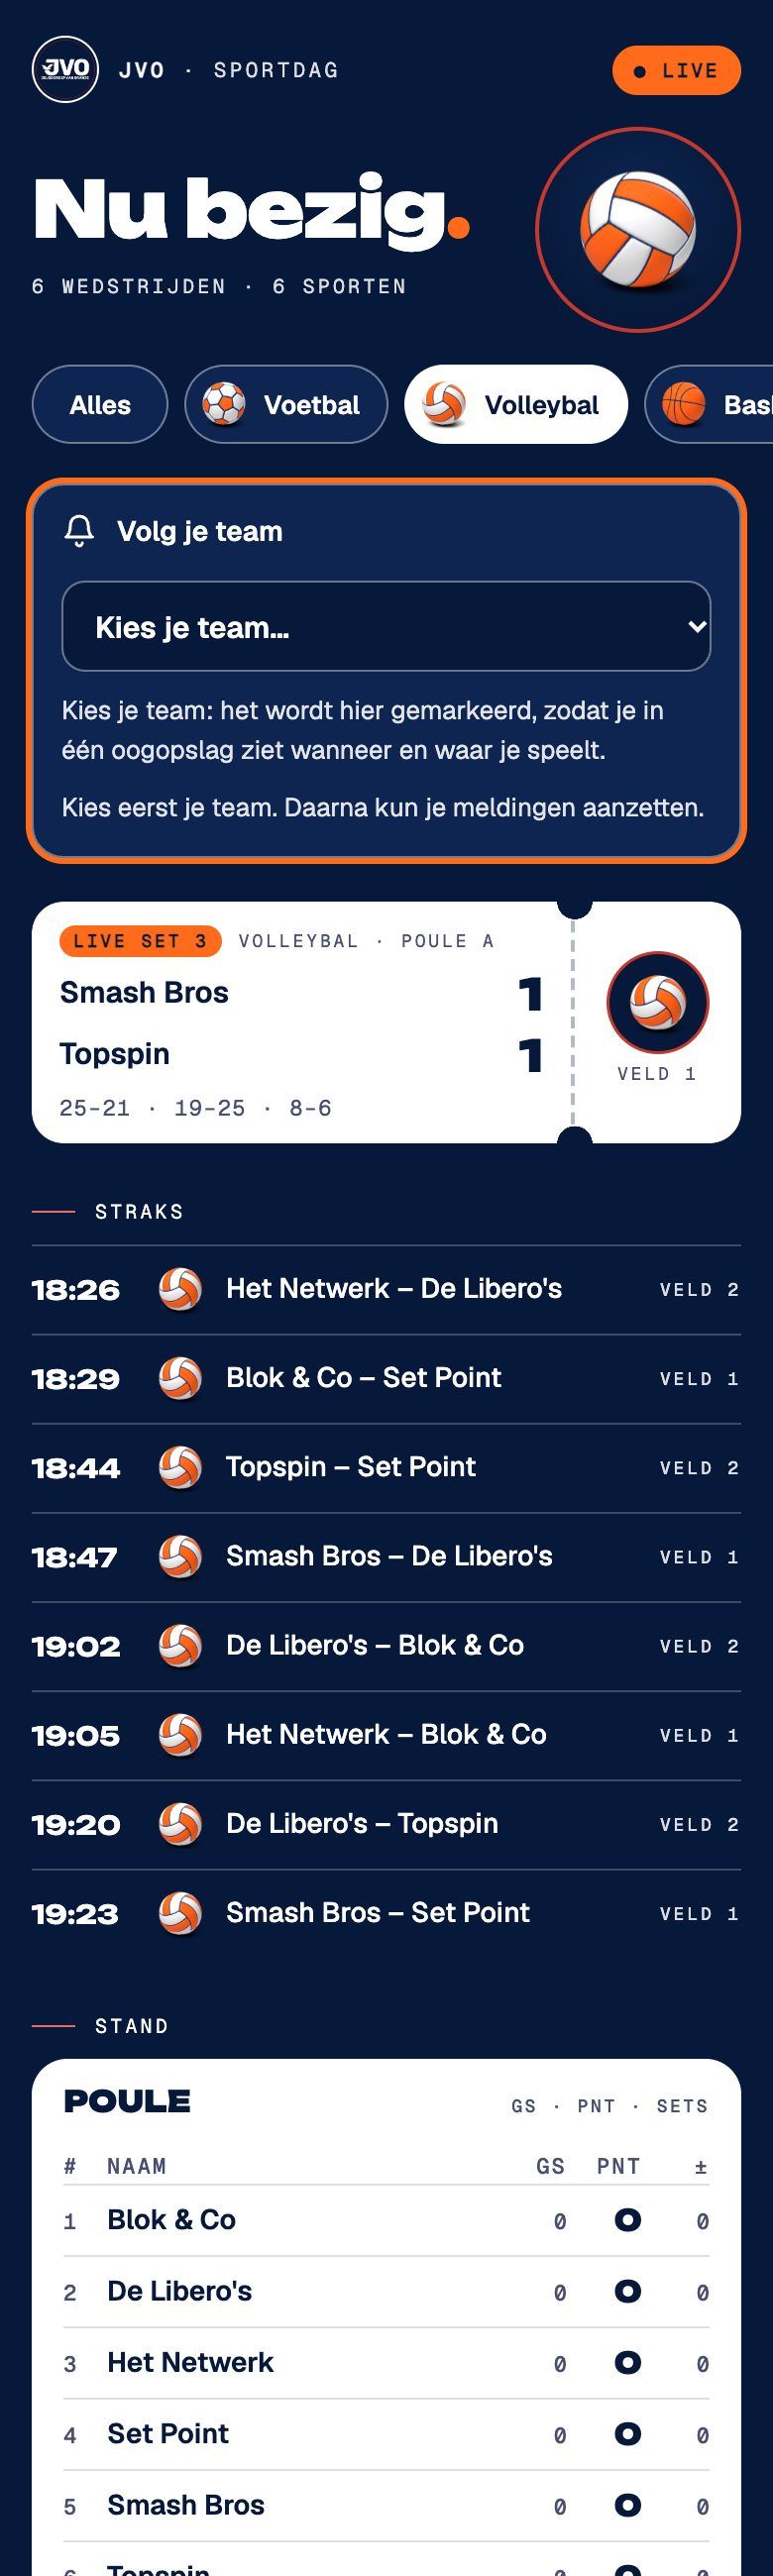 JVO
JVO · SPORTDAG
● LIVE
Nu bezig.
6 WEDSTRIJDEN · 6 SPORTEN
Alles
Voetbal
Volleybal
Volg je team
Kies je team...
Kies je team: het wordt hier gemarkeerd, zodat je in
één oogopslag ziet wanneer en waar je speelt.
Kies eerst je team. Daarna kun je meldingen aanzetten.
LIVE SET 3 VOLLEYBAL · POULE A
Smash Bros 1
Topspin 1
25–21 · 19–25 · 8–6
VELD 1
STRAKS
18:26 Het Netwerk – De Libero's VELD 2
18:29 Blok & Co – Set Point VELD 1
18:44 Topspin – Set Point VELD 2
18:47 Smash Bros – De Libero's VELD 1
19:02 De Libero's – Blok & Co VELD 2
19:05 Het Netwerk – Blok & Co VELD 1
19:20 De Libero's – Topspin VELD 2
19:23 Smash Bros – Set Point VELD 1
STAND
POULE GS · PNT · SETS
# NAAM GS PNT ±
1 Blok & Co 0 0 0
2 De Libero's 0 0 0
3 Het Netwerk 0 0 0
4 Set Point 0 0 0
5 Smash Bros 0 0 0
6 Topspin 0 0 0